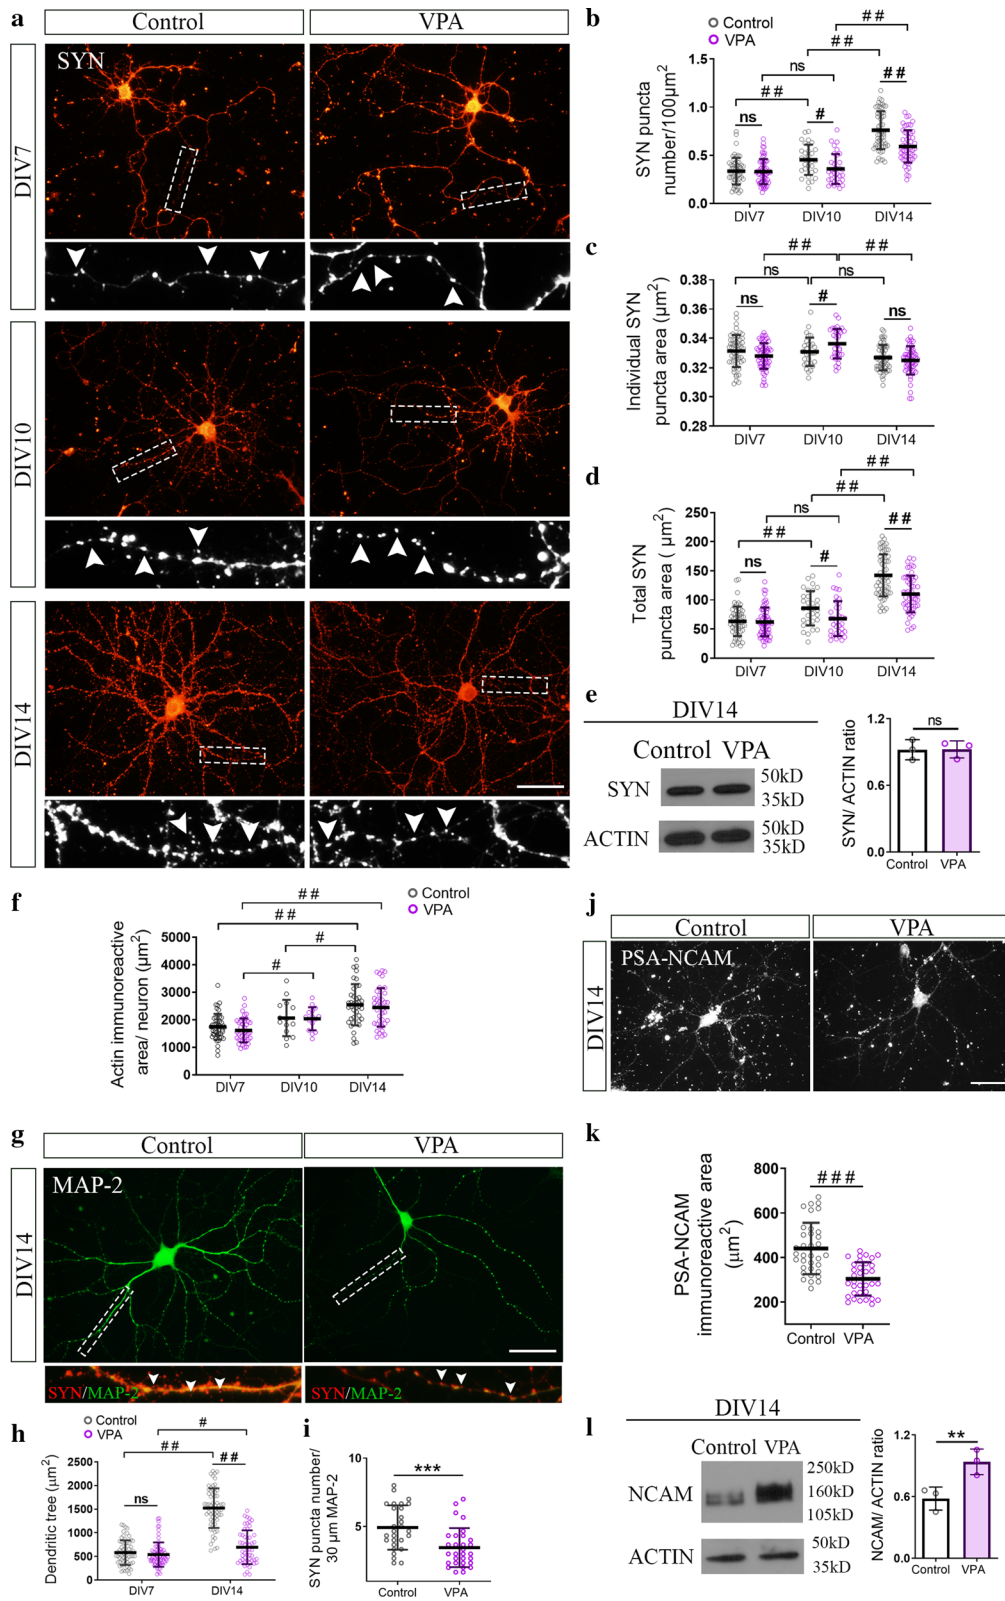 a
Control
VPA
DIV7
SYN
DIV10
DIV14
b
Control
VPA
##
##
ns
##
##
ns
#
SYN puncta
number/100µm²
1.5
1.0
0.5
0.0
DIV7
DIV10
DIV14
c
##
##
ns
ns
ns
#
ns
Individual SYN
puncta area (µm²)
0.38
0.36
0.34
0.32
0.30
0.28
DIV7
DIV10
DIV14
d
##
##
ns
##
##
ns
#
Total SYN
puncta area ( µm²)
250
200
150
100
50
0
DIV7
DIV10
DIV14
e
DIV14
Control VPA
SYN
50kD
35kD
ACTIN
50kD
35kD
SYN/ ACTIN ratio
1.2
0.6
0.0
ns
Control
VPA
f
Control
VPA
##
##
#
#
Actin immunoreactive
area/ neuron (µm²)
5000
4000
3000
2000
1000
0
DIV7
DIV10
DIV14
g
Control
VPA
DIV14
MAP-2
SYN/MAP-2
SYN/MAP-2
h
Control
VPA
#
##
##
ns
Dendritic tree (µm²)
2500
2000
1500
1000
500
0
DIV7
DIV14
i
SYN puncta number/
30 µm MAP-2
10
5
***
Control
VPA
j
Control
VPA
DIV14
PSA-NCAM
k
PSA-NCAM
immunoreactive area
(µm²)
800
600
400
200
###
Control
VPA
l
DIV14
Control VPA
NCAM
250kD
160kD
105kD
ACTIN
50kD
35kD
NCAM/ ACTIN ratio
1.2
0.6
0.0
**
Control
VPA